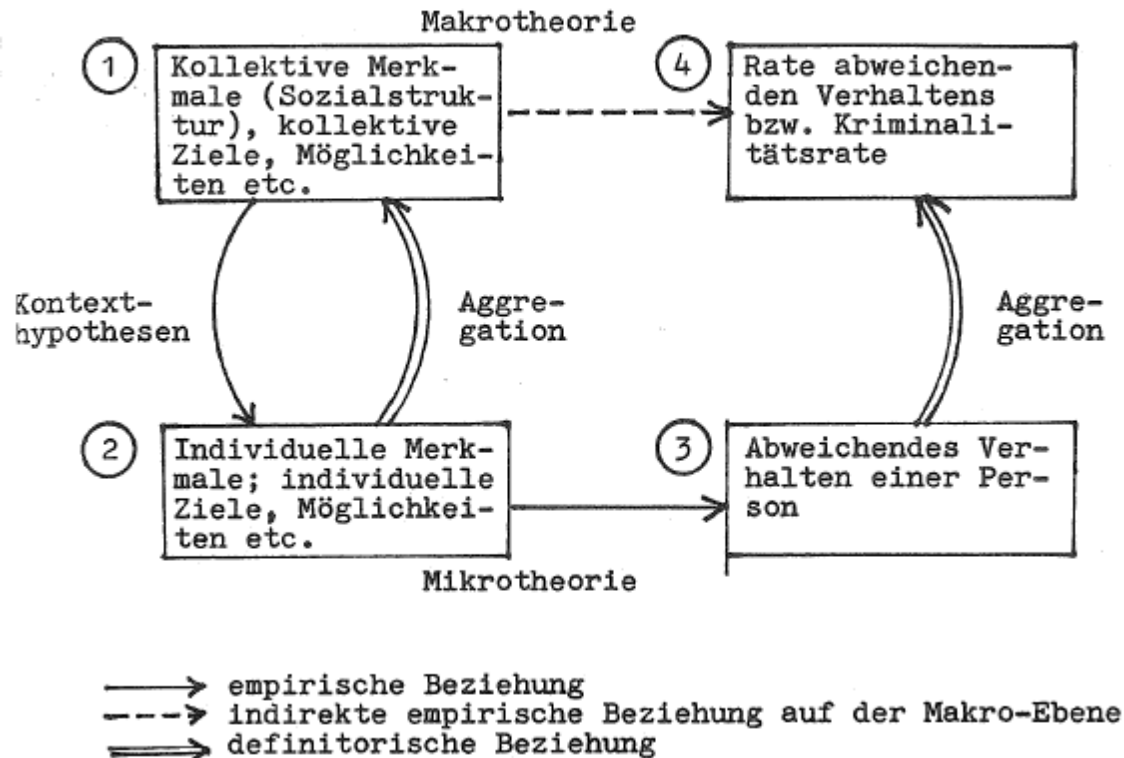 Makrotheorie
1
Kollektive Merk-
male (Sozialstruk-
tur), kollektive
Ziele, Möglichkei-
ten etc.
4
Rate abweichen-
den Verhaltens
bzw. Kriminali-
tätsrate
Kontext-
hypothesen
Aggre-
gation
Aggre-
gation
2
Individuelle Merk-
male; individuelle
Ziele, Möglichkei-
ten etc.
3
Abweichendes Ver-
halten einer Per-
son
Mikrotheorie
empirische Beziehung
indirekte empirische Beziehung auf der Makro-Ebene
definitorische Beziehung